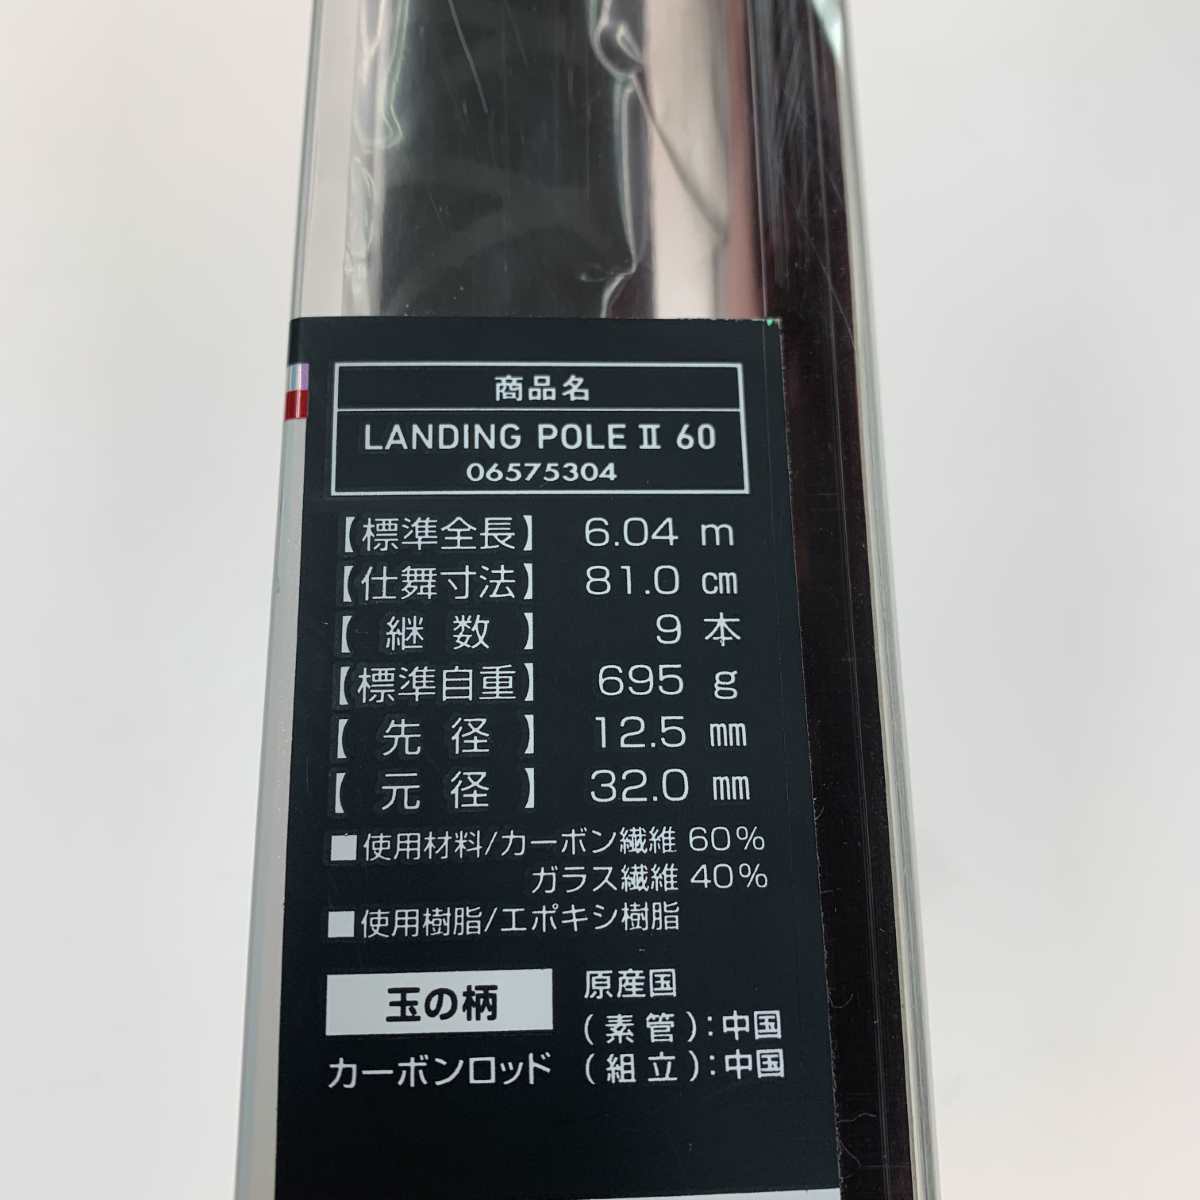 商品名
LANDING POLE Ⅱ 60
06575304
【標準全長】 6.04 m
【仕舞寸法】 81.0 ㎝
【 継 数 】 9 本
【標準自重】 695 g
【 先 径 】 12.5 ㎜
【 元 径 】 32.0 ㎜
■使用材料/カーボン繊維 60%
ガラス繊維 40%
■使用樹脂/エポキシ樹脂
玉の柄
カーボンロッド
原産国
(素管):中国
(組立):中国